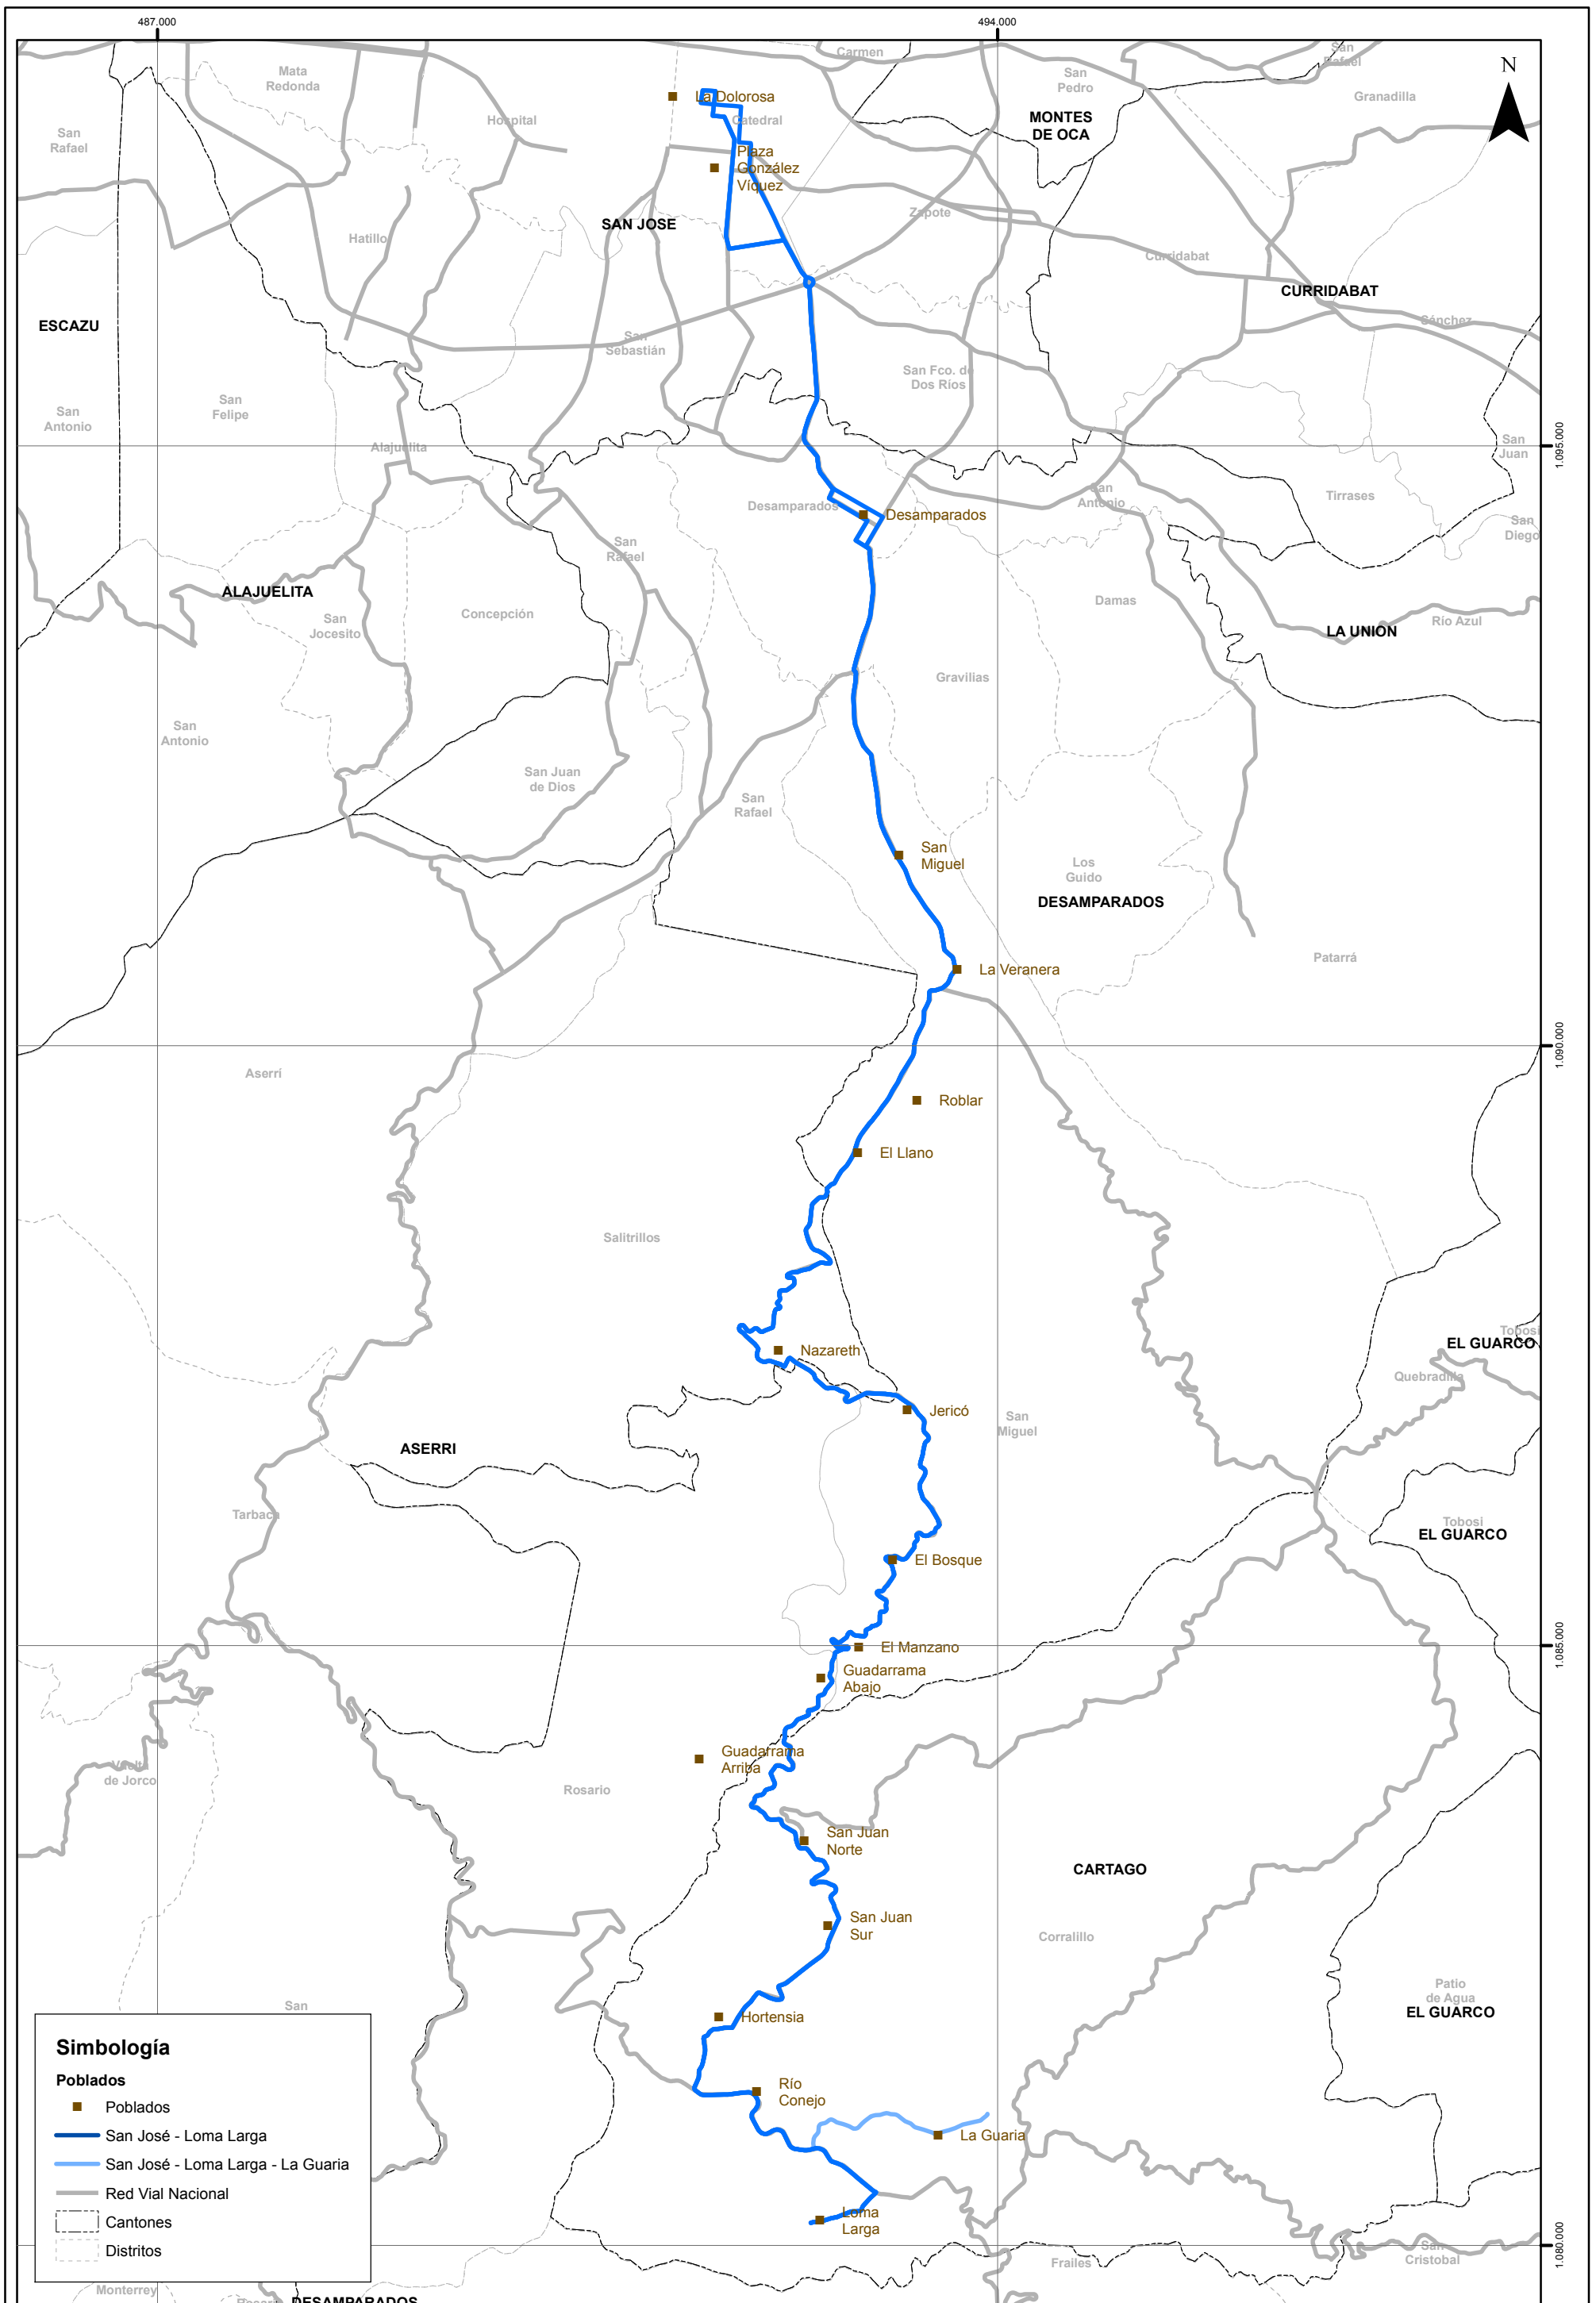 487.000
494.000
Carmen
San
Rafael
Mata
Redonda
San
Pedro
Granadilla
N
La Dolorosa
Hospital
Catedral
MONTES
DE OCA
San
Rafael
Plaza
González
Víquez
SAN JOSE
Zapote
Hatillo
Curridabat
CURRIDABAT
ESCAZU
Sánchez
San
Sebastián
San Fco. de
Dos Ríos
San
Antonio
San
Felipe
Alajuelita
San
Juan
1.095.000
Desamparados
Desamparados
San
Antonio
Tirrases
San
Diego
San
Rafael
ALAJUELITA
Concepción
Damas
San
Jocesito
LA UNION
Rio Azul
Gravilias
San
Antonio
San Juan
de Dios
San
Rafael
San
Miguel
Los
Guido
DESAMPARADOS
Patarrá
La Veranera
1.090.000
Aserrí
Roblar
El Llano
Salitrillos
Tobosi
EL GUARCO
Nazareth
Quebradilla
Jericó
San
Miguel
ASERRI
Tarbaca
Tobosi
EL GUARCO
El Bosque
El Manzano
1.085.000
Guadarrama
Abajo
Guadarrama
Arriba
Vuelta
de Jorco
Rosario
San Juan
Norte
CARTAGO
San Juan
Sur
Corralillo
Patio
de Agua
EL GUARCO
San
Hortensia
Simbología
Poblados
Poblados
San José - Loma Larga
San José - Loma Larga - La Guaria
Red Vial Nacional
Cantones
Distritos
Río
Conejo
La Guaria
Loma
Larga
1.080.000
Frailes
San
Cristobal
Monterrey
DESAMPARADOS